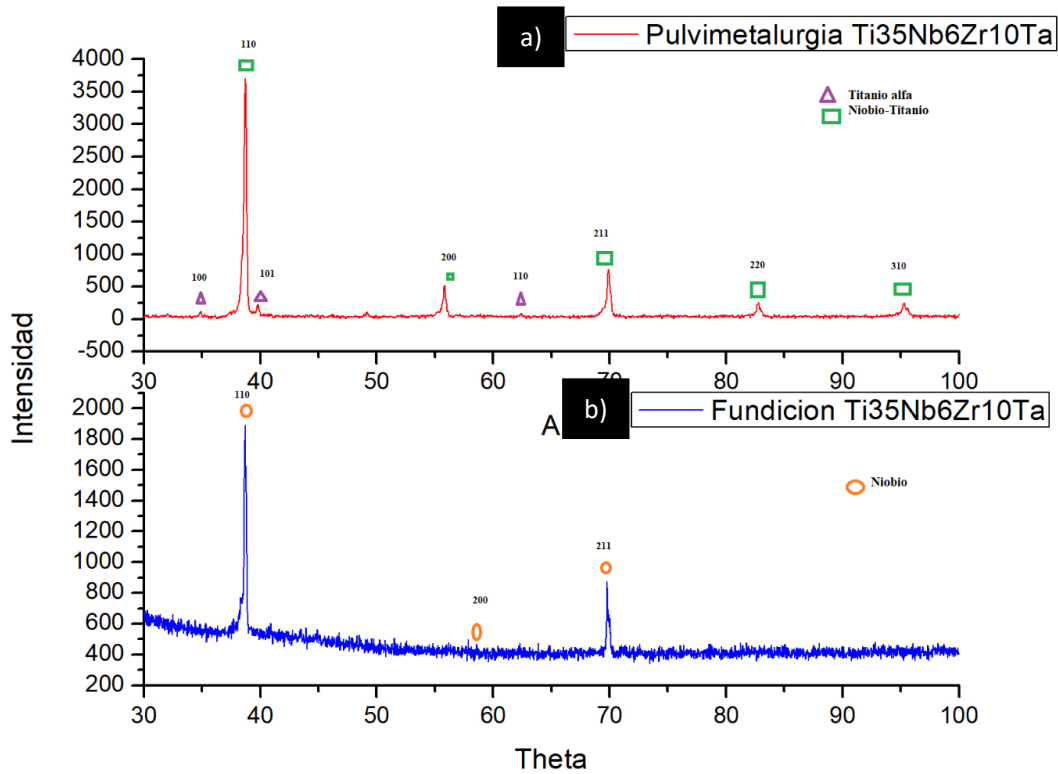 a)
Pulvimetalurgia Ti35Nb6Zr10Ta
Titanio alfa
Niobio-Titanio
Intensidad
4000
3500
3000
2500
2000
1500
1000
500
0
-500
110
100
101
200
110
211
220
310
30 40 50 60 70 80 90 100
A
b)
Fundicion Ti35Nb6Zr10Ta
Niobio
2000
1800
1600
1400
1200
1000
800
600
400
200
110
200
211
30 40 50 60 70 80 90 100
Theta